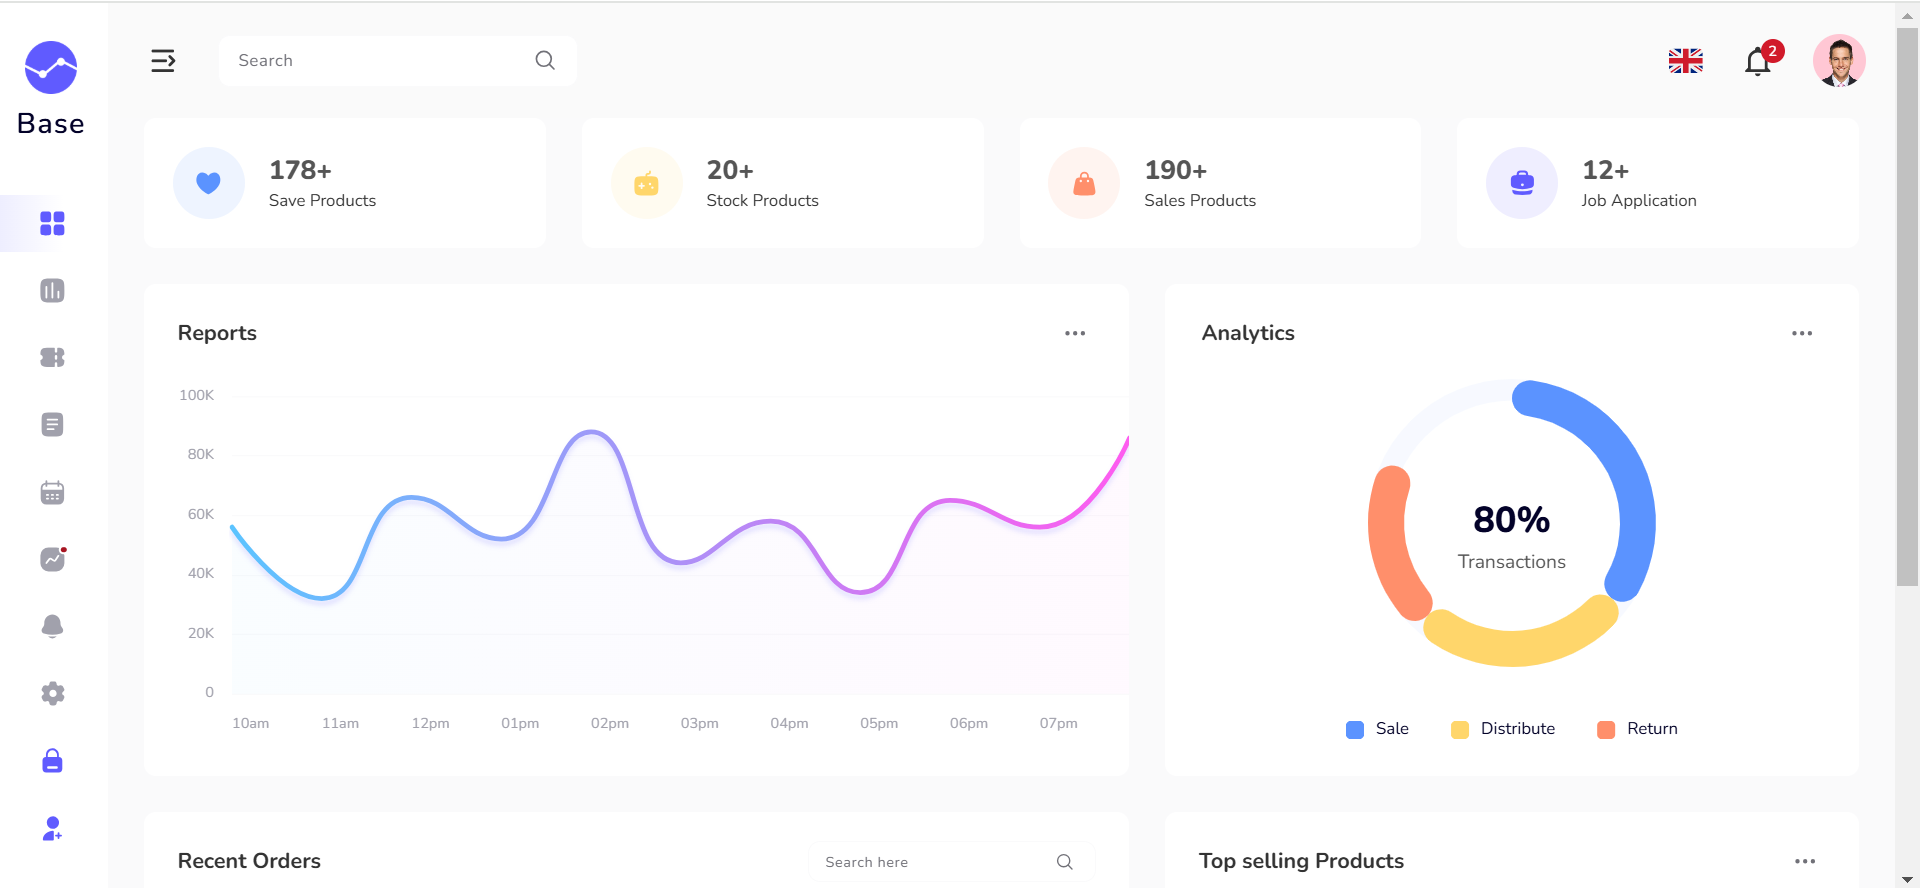 Base
Search
2
178+
Save Products
20+
Stock Products
190+
Sales Products
12+
Job Application
Reports
100K
80K
60K
40K
20K
0
10am 11am 12pm 01pm 02pm 03pm 04pm 05pm 06pm 07pm
Analytics
80%
Transactions
Sale Distribute Return
Recent Orders
Search here
Top selling Products